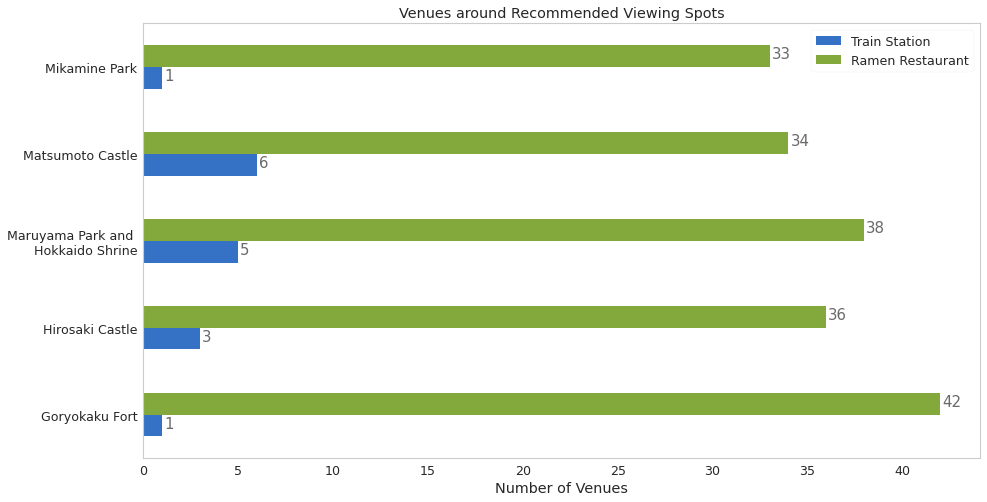 Venues around Recommended Viewing Spots
Train Station
Ramen Restaurant
Mikamine Park
33
1
Matsumoto Castle
34
6
Maruyama Park and
Hokkaido Shrine
38
5
Hirosaki Castle
36
3
Goryokaku Fort
42
1
0 5 10 15 20 25 30 35 40
Number of Venues